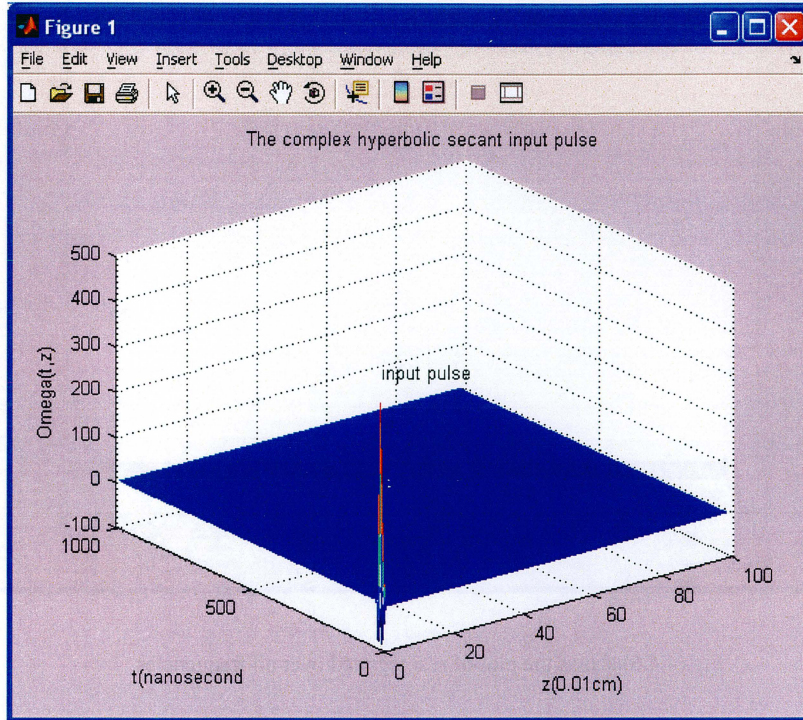 Figure 1
File Edit View Insert Tools Desktop Window Help
The complex hyperbolic secant input pulse
500
400
300
200
100
0
-100
Omega(t,z)
input pulse
1000
500
0
t(nanosecond
0
20
40
60
80
100
z(0.01cm)